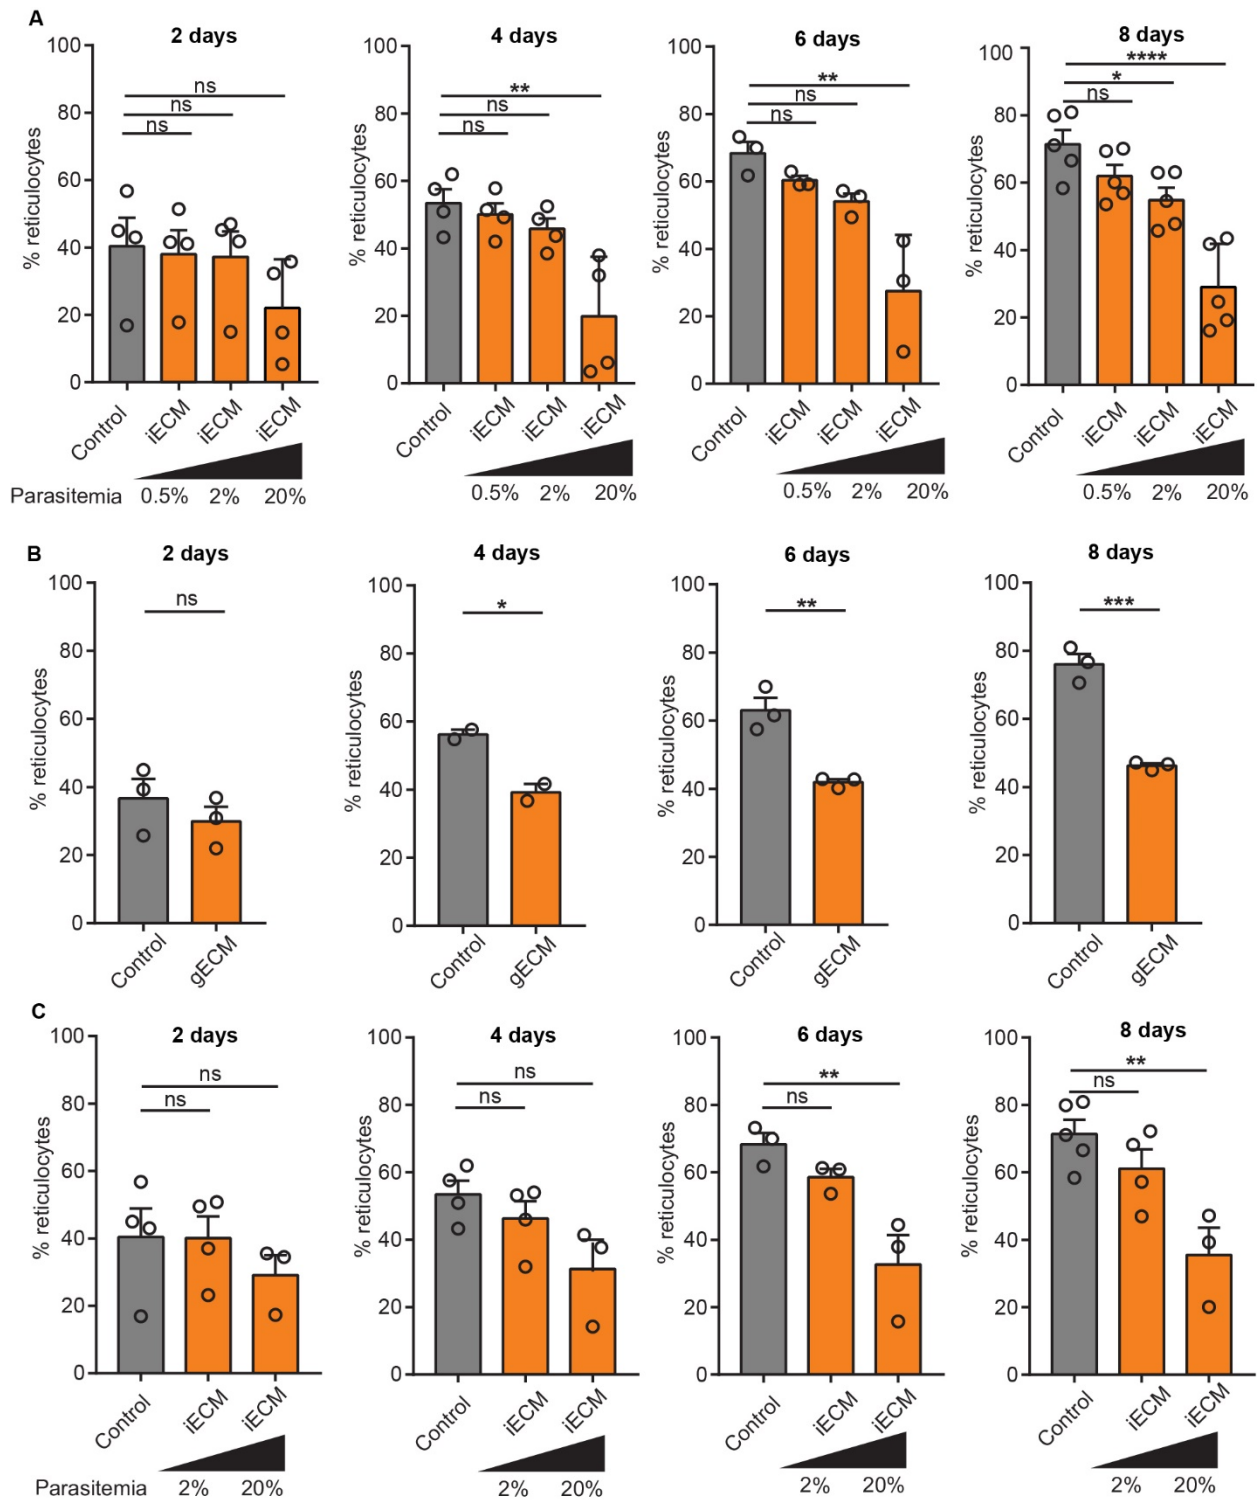 A
2 days
4 days
6 days
8 days
% reticulocytes
100
80
60
40
20
0
ns
ns
ns
Control
iECM
iECM
iECM
Parasitemia 0.5% 2% 20%
% reticulocytes
100
80
60
40
20
0
**
ns
ns
Control
iECM
iECM
iECM
0.5% 2% 20%
% reticulocytes
100
80
60
40
20
0
**
ns
ns
Control
iECM
iECM
iECM
0.5% 2% 20%
% reticulocytes
100
80
60
40
20
0
****
*
ns
Control
iECM
iECM
iECM
0.5% 2% 20%
B
2 days
4 days
6 days
8 days
% reticulocytes
100
80
60
40
20
0
ns
Control
gECM
% reticulocytes
100
80
60
40
20
0
*
Control
gECM
% reticulocytes
100
80
60
40
20
0
**
Control
gECM
% reticulocytes
100
80
60
40
20
0
***
Control
gECM
C
2 days
4 days
6 days
8 days
% reticulocytes
100
80
60
40
20
0
ns
ns
Control
iECM
iECM
Parasitemia 2% 20%
% reticulocytes
100
80
60
40
20
0
ns
ns
Control
iECM
iECM
2% 20%
% reticulocytes
100
80
60
40
20
0
**
ns
Control
iECM
iECM
2% 20%
% reticulocytes
100
80
60
40
20
0
**
ns
Control
iECM
iECM
2% 20%